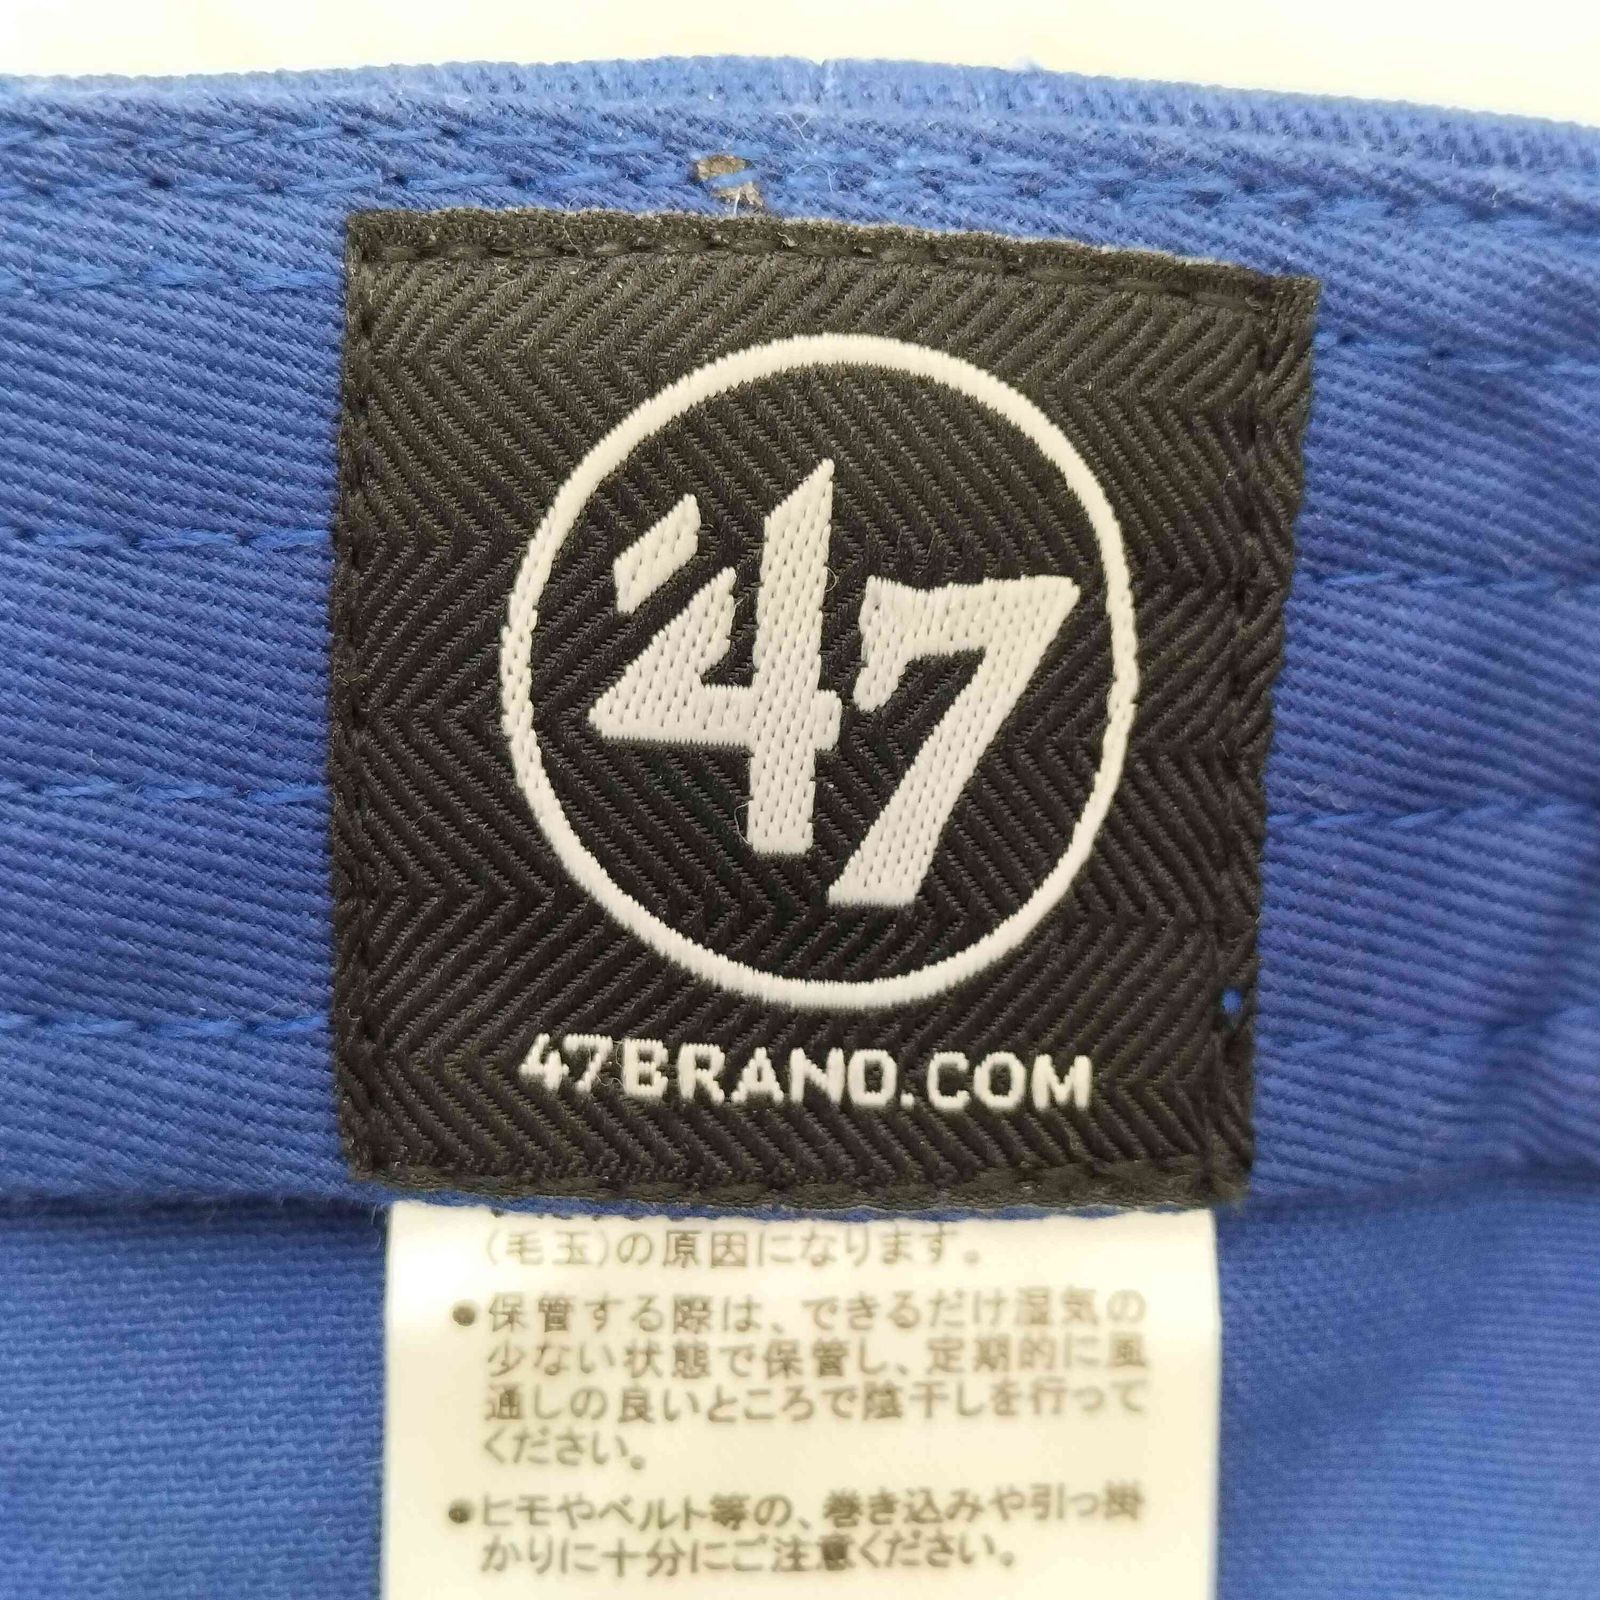 '47
47BRAND.COM
(毛玉)の原因になります。
●保管する際は、できるだけ湿気の
少ない状態で保管し、定期的に風
通しの良いところで陰干しを行って
ください。
●ヒモやベルト等の、巻き込みや引っ掛
かりに十分にご注意ください。